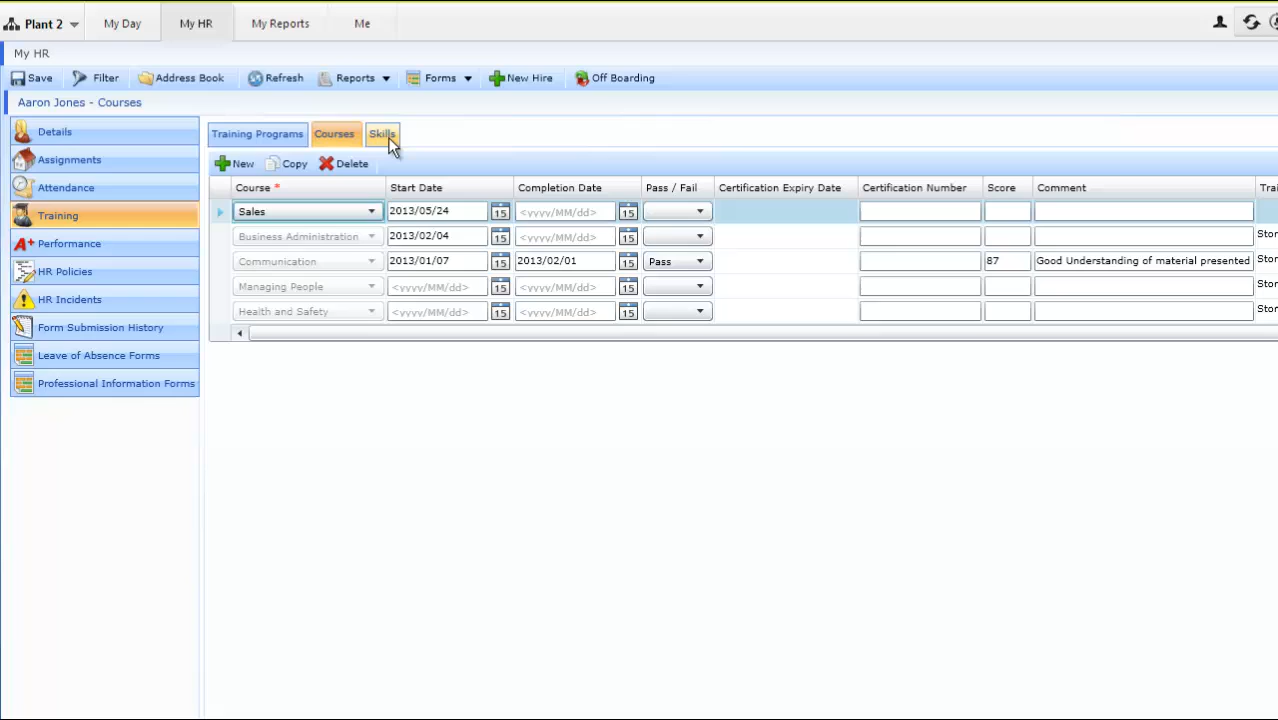 Plant 2 My Day My HR My Reports Me
My HR
Save Filter Address Book Refresh Reports Forms New Hire Off Boarding
Aaron Jones - Courses
Details
Assignments
Attendance
Training
A+ Performance
HR Policies
HR Incidents
Form Submission History
Leave of Absence Forms
Professional Information Forms
Training Programs Courses Skills
New Copy Delete
Course * Start Date Completion Date Pass / Fail Certification Expiry Date Certification Number Score Comment Trai
Sales 2013/05/24 15 <yyyy/MM/dd> 15
Business Administration 2013/02/04 15 <yyyy/MM/dd> 15 Stor
Communication 2013/01/07 15 2013/02/01 15 Pass 87 Good Understanding of material presented Stor
Managing People <yyyy/MM/dd> 15 <yyyy/MM/dd> 15 Stor
Health and Safety <yyyy/MM/dd> 15 <yyyy/MM/dd> 15 Stor